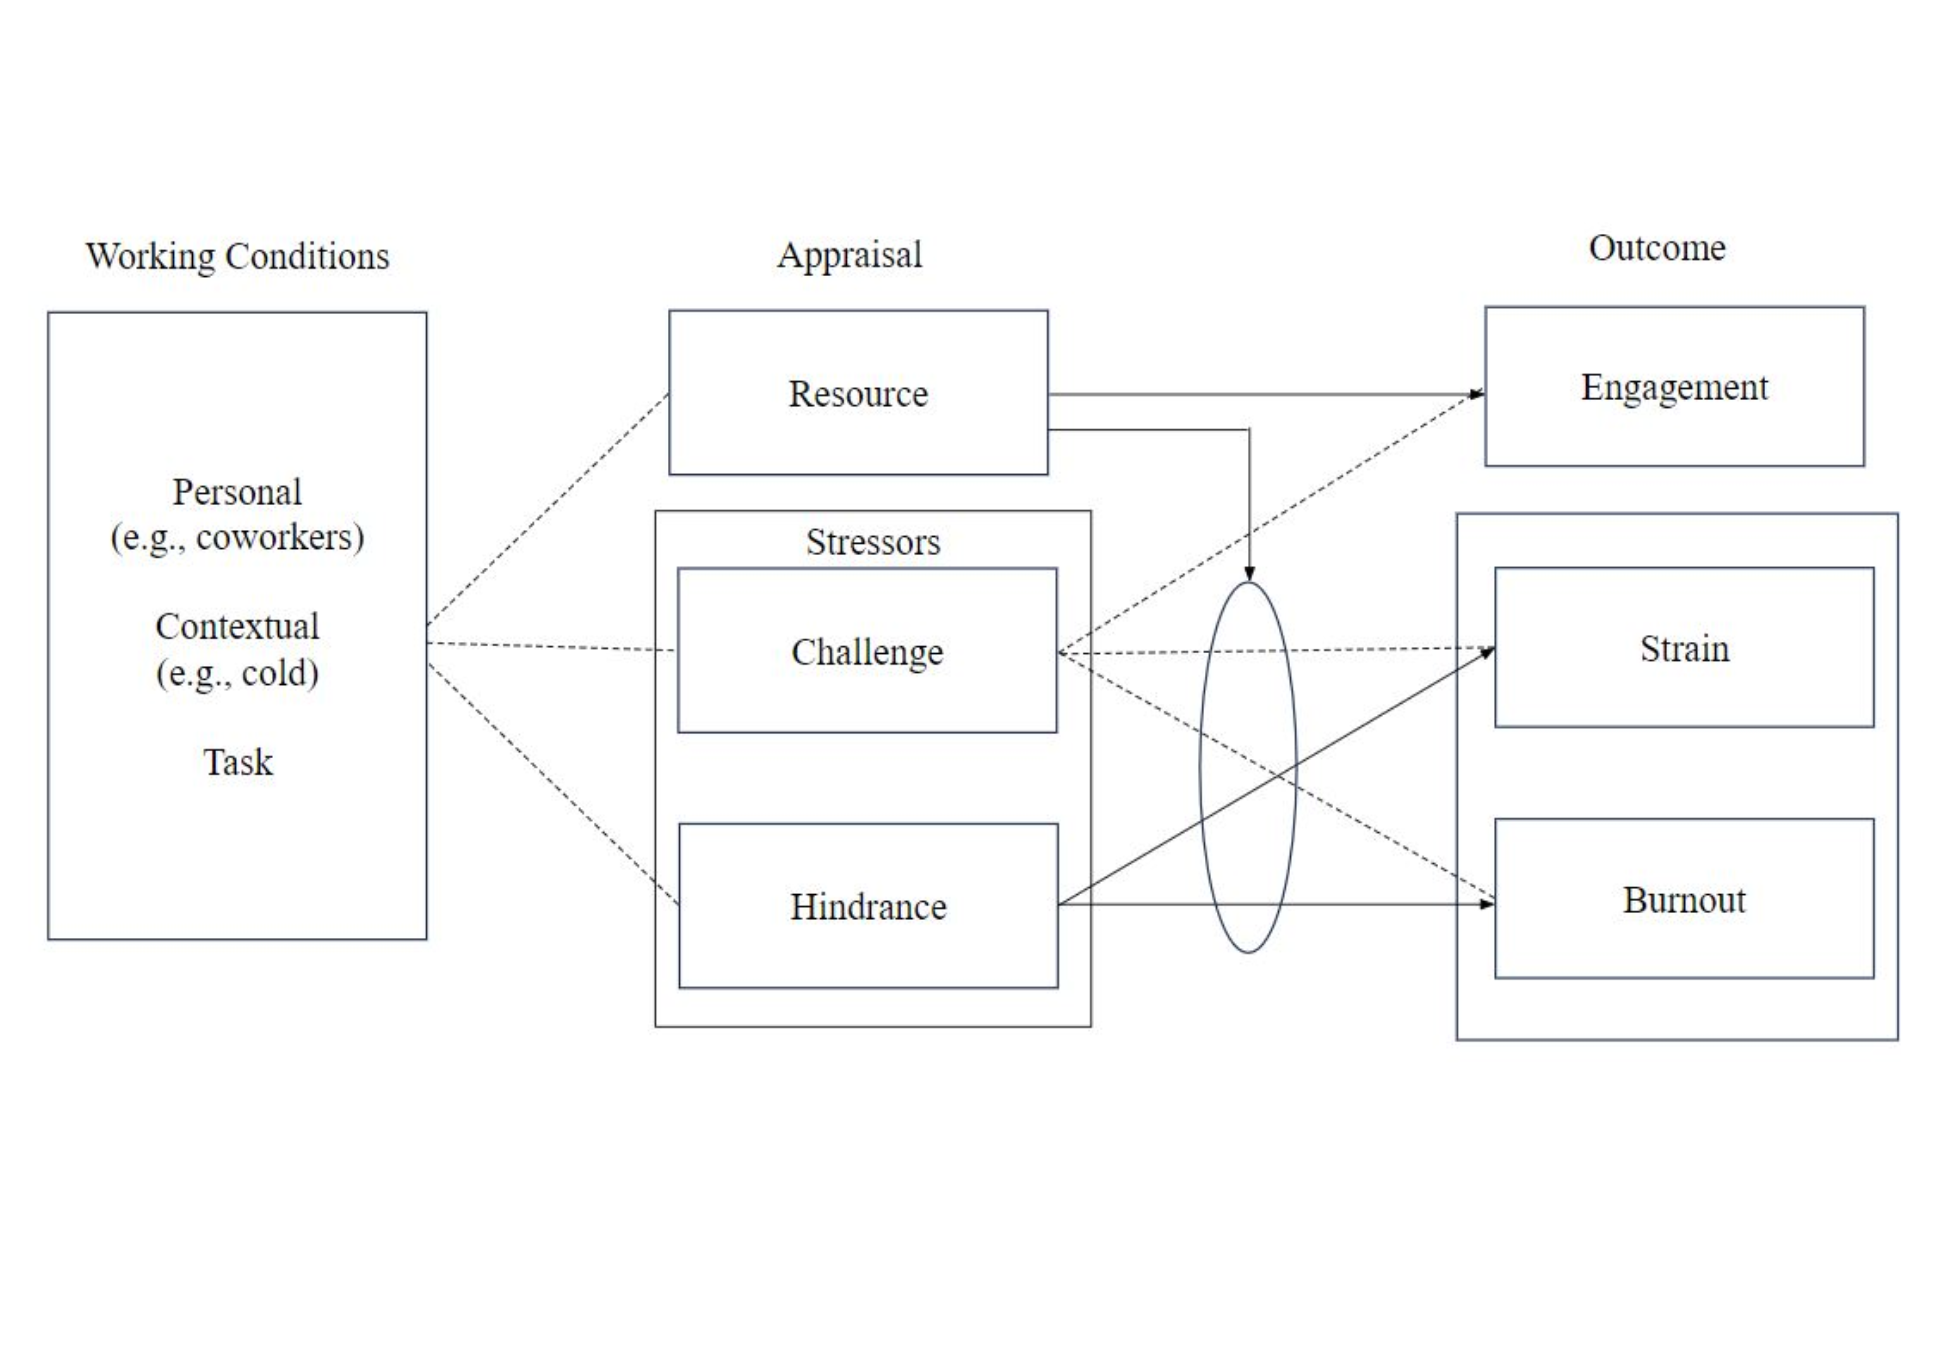 Working Conditions
Appraisal
Outcome
Personal
(e.g., coworkers)
Contextual
(e.g., cold)
Task
Resource
Stressors
Challenge
Hindrance
Engagement
Strain
Burnout